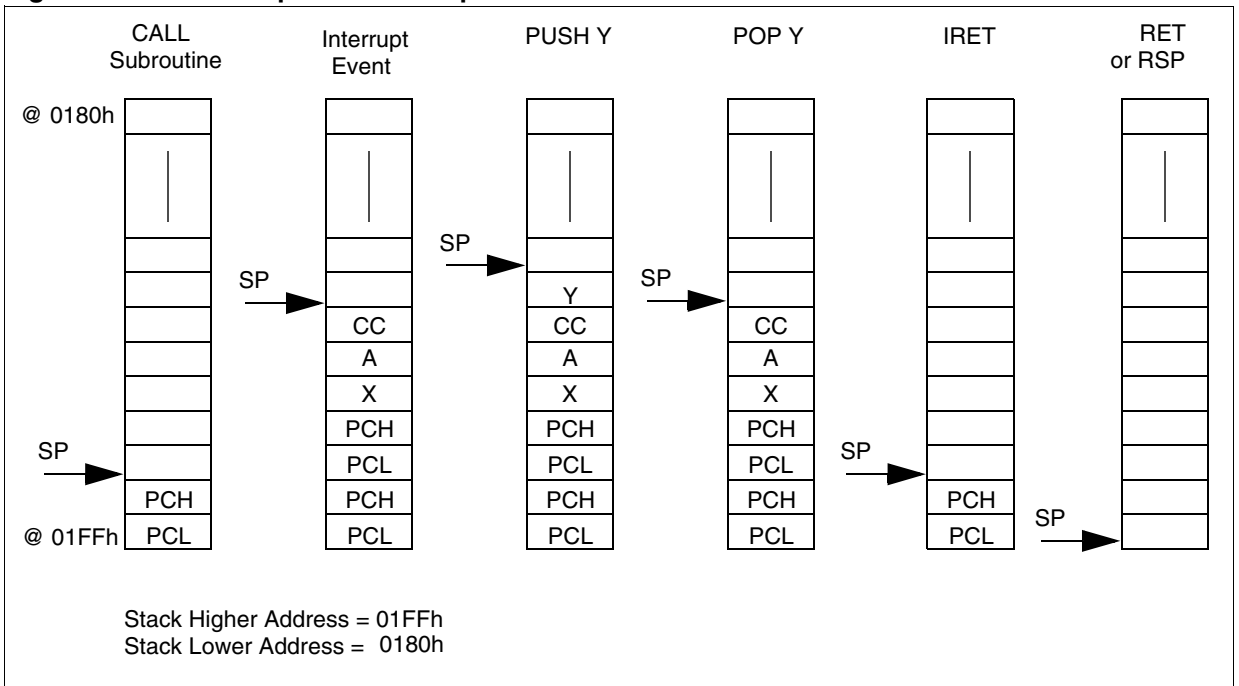 CALL
Subroutine
Interrupt
Event
PUSH Y
POP Y
IRET
RET
or RSP
@ 0180h
SP
SP
SP
Y
CC
CC
CC
A
A
A
X
X
X
PCH
PCH
PCH
SP
SP
PCL
PCL
PCL
PCH
PCH
PCH
PCH
PCH
SP
@ 01FFh
PCL
PCL
PCL
PCL
PCL
Stack Higher Address = 01FFh
Stack Lower Address = 0180h